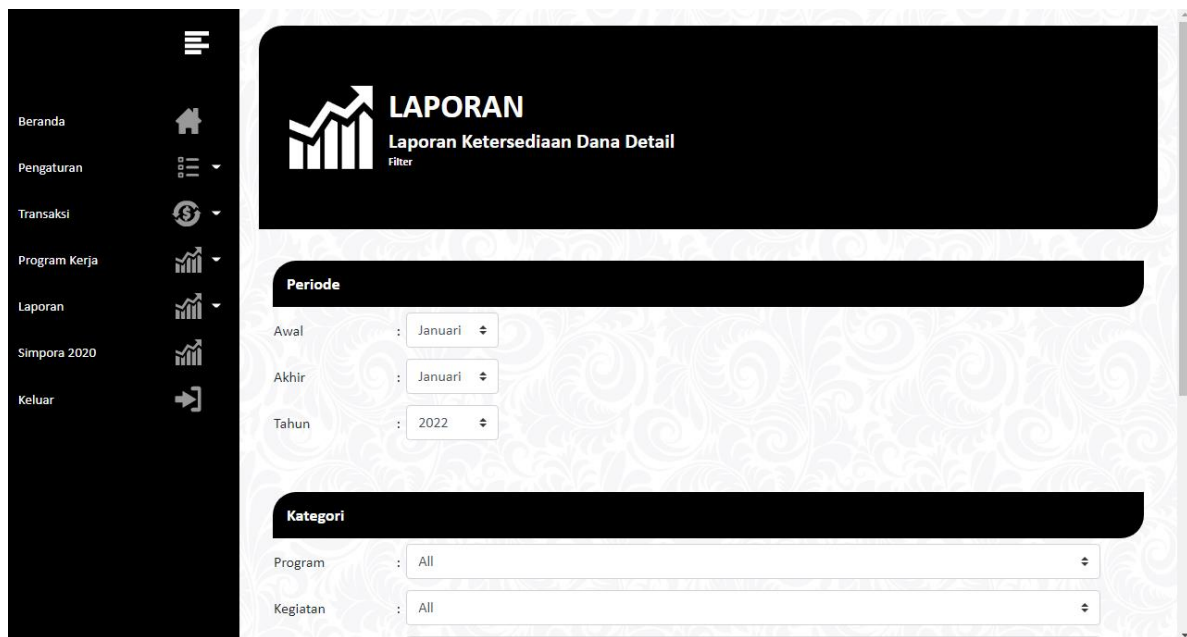 Beranda
Pengaturan
Transaksi
Program Kerja
Laporan
Simpora 2020
Keluar
LAPORAN
Laporan Ketersediaan Dana Detail
Filter
Periode
Awal : Januari
Akhir : Januari
Tahun : 2022
Kategori
Program : All
Kegiatan : All